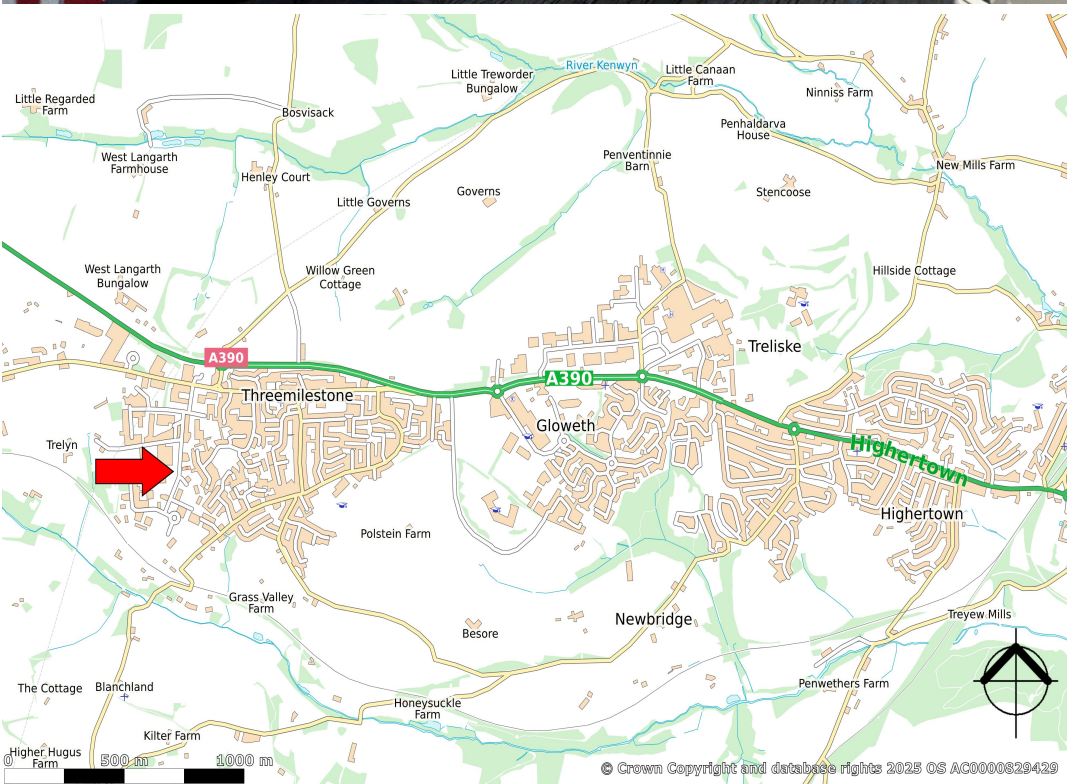 River Kenwyn
Little Treworder
Bungalow
Little Canaan
Farm
Ninniss Farm
Little Regarded
Farm
Bosvisack
Penhaldarva
House
West Langarth
Farmhouse
Henley Court
Penventinnie
Barn
New Mills Farm
Governs
Stencoose
Little Governs
West Langarth
Bungalow
Willow Green
Cottage
Hillside Cottage
A390
Treliske
A390
Threemilestone
Gloweth
Highertown
Trelyn
Highertown
Polstein Farm
Grass Valley
Farm
Newbridge
Treyew Mills
Besore
The Cottage
Blanchland
Penwethers Farm
Honeysuckle
Farm
Kilter Farm
Higher Hugus
Farm
0 500 m 1000 m
© Crown Copyright and database rights 2025 OS AC0000829429